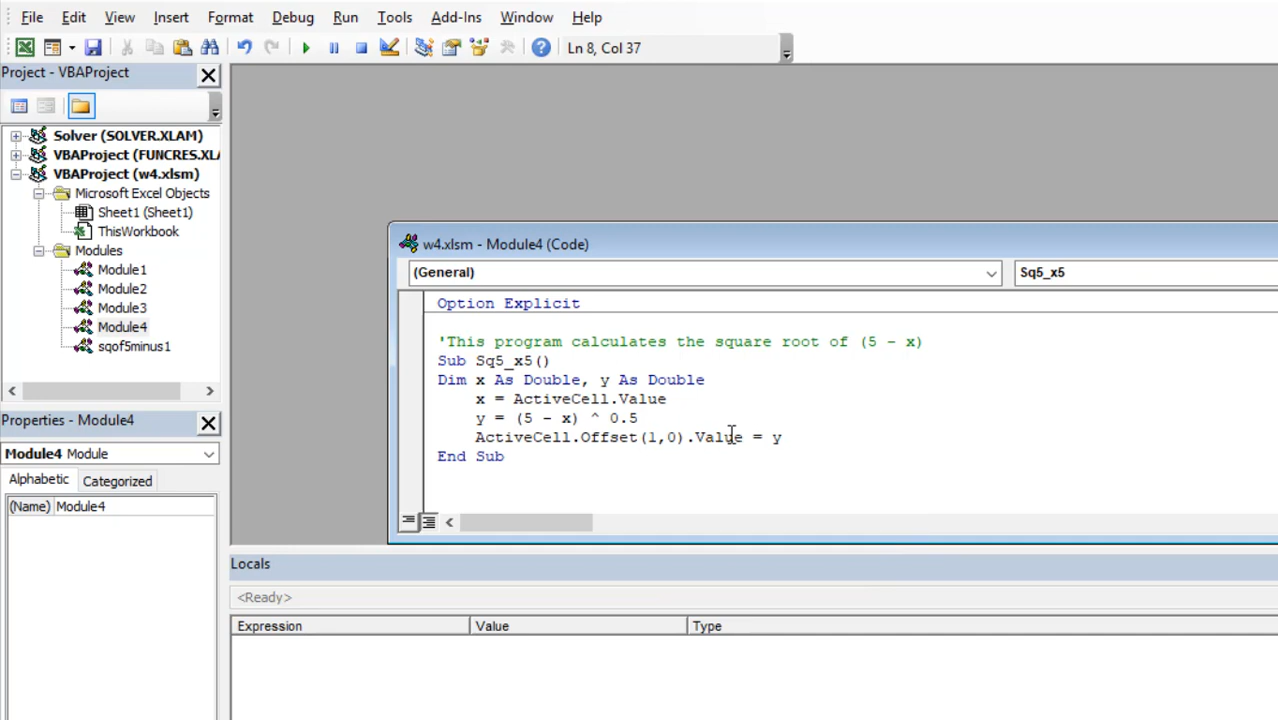 File Edit View Insert Format Debug Run Tools Add-Ins Window Help
Ln 8, Col 37
Project - VBAProject
Solver (SOLVER.XLAM)
VBAProject (FUNCRES.XLA
VBAProject (w4.xlsm)
Microsoft Excel Objects
Sheet1 (Sheet1)
ThisWorkbook
Modules
Module1
Module2
Module3
Module4
sqof5minus1
Properties - Module4
Module4 Module
Alphabetic Categorized
(Name) Module4
w4.xlsm - Module4 (Code)
(General) Sq5_x5
Option Explicit
'This program calculates the square root of (5 - x)
Sub Sq5_x5()
Dim x As Double, y As Double
x = ActiveCell.Value
y = (5 - x) ^ 0.5
ActiveCell.Offset(1,0).Value = y
End Sub
Locals
<Ready>
Expression Value Type